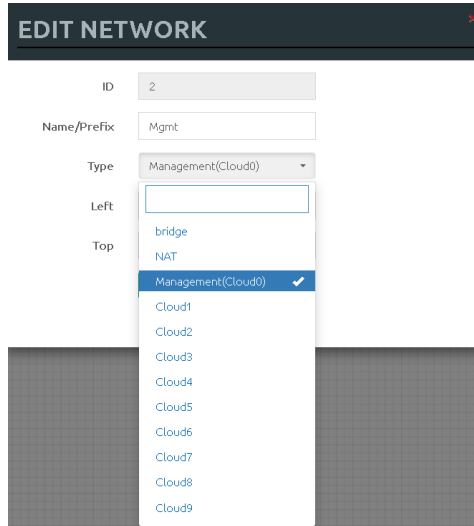 EDIT NETWORK
ID 2
Name/Prefix Mgmt
Type Management(Cloud0)
Left
Top
bridge
NAT
Management(Cloud0)
Cloud1
Cloud2
Cloud3
Cloud4
Cloud5
Cloud6
Cloud7
Cloud8
Cloud9